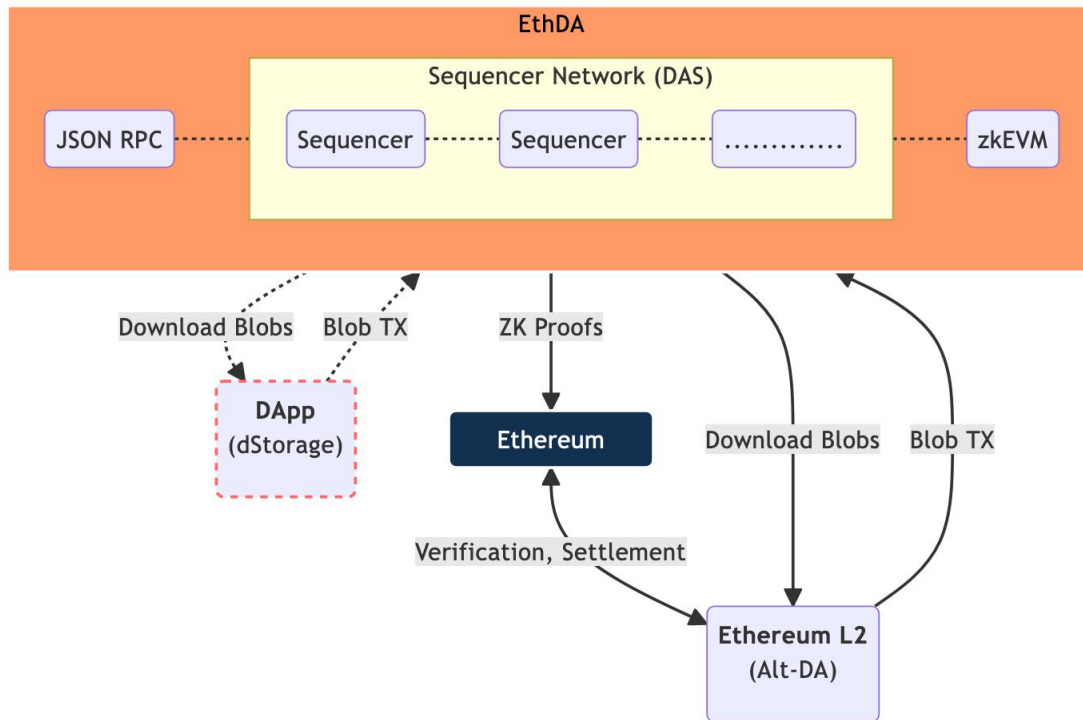 EthDA
Sequencer Network (DAS)
JSON RPC
Sequencer
Sequencer
.............
zkEVM
Download Blobs
Blob TX
ZK Proofs
DApp
(dStorage)
Ethereum
Download Blobs
Blob TX
Verification, Settlement
Ethereum L2
(Alt-DA)